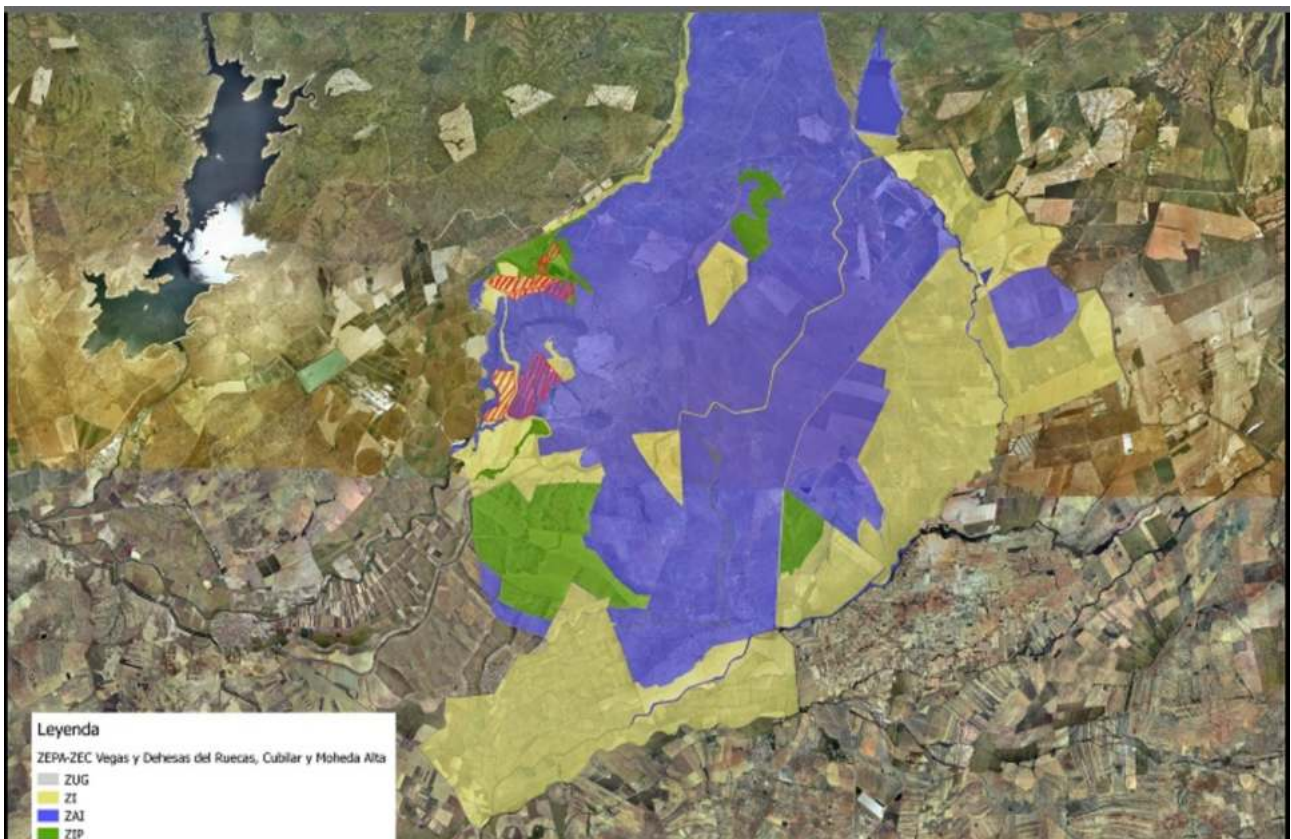 Leyenda
ZEPA-ZEC Vegas y Dehesas del Ruecas, Cubilar y Moheda Alta
ZUG
ZI
ZAI
ZIP